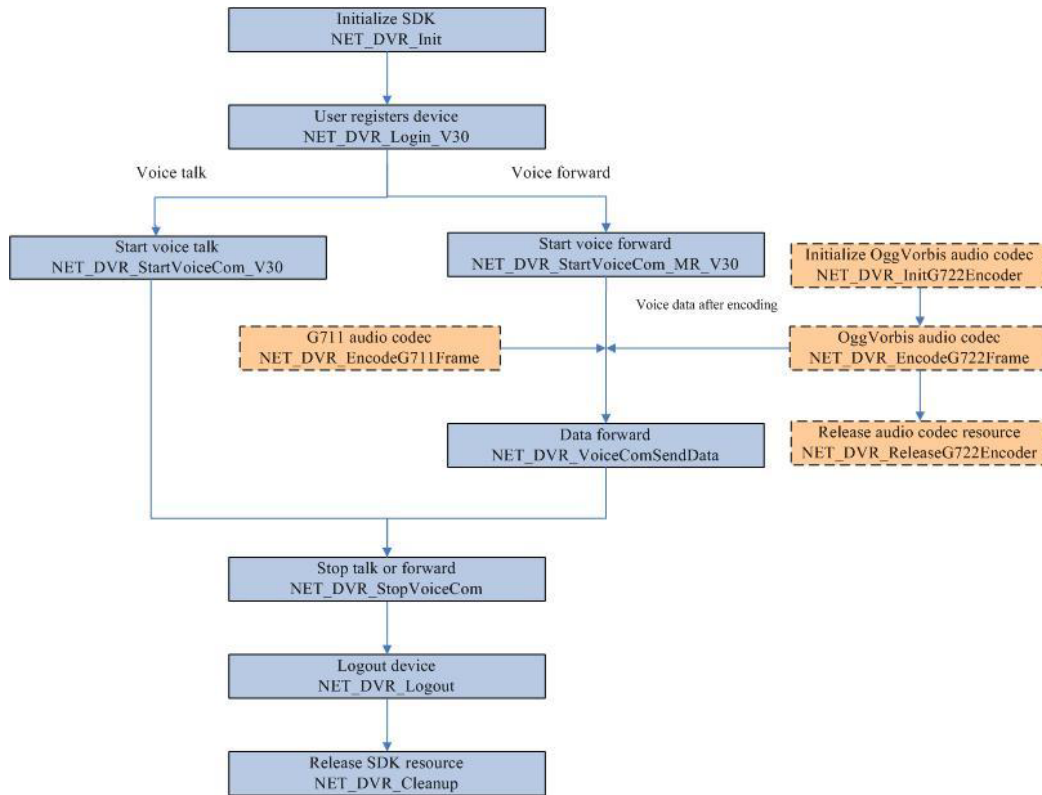 Initialize SDK
NET_DVR_Init
User registers device
NET_DVR_Login_V30
Voice talk
Voice forward
Start voice talk
NET_DVR_StartVoiceCom_V30
Start voice forward
NET_DVR_StartVoiceCom_MR_V30
Initialize OggVorbis audio codec
NET_DVR_InitG722Encoder
Voice data after encoding
G711 audio codec
NET_DVR_EncodeG711Frame
OggVorbis audio codec
NET_DVR_EncodeG722Frame
Data forward
NET_DVR_VoiceComSendData
Release audio codec resource
NET_DVR_ReleaseG722Encoder
Stop talk or forward
NET_DVR_StopVoiceCom
Logout device
NET_DVR_Logout
Release SDK resource
NET_DVR_Cleanup